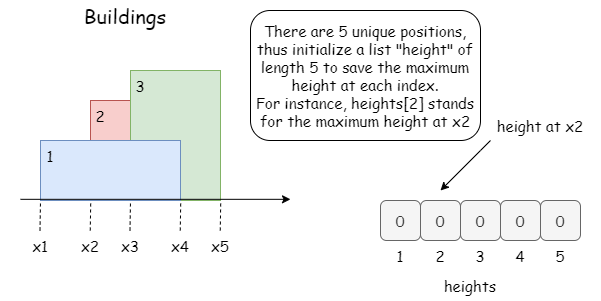 Buildings
There are 5 unique positions,
thus initialize a list "height" of
length 5 to save the maximum
height at each index.
For instance, heights[2] stands
for the maximum height at x2
3
2
1
height at x2
x1 x2 x3 x4 x5
0 0 0 0 0
1 2 3 4 5
heights